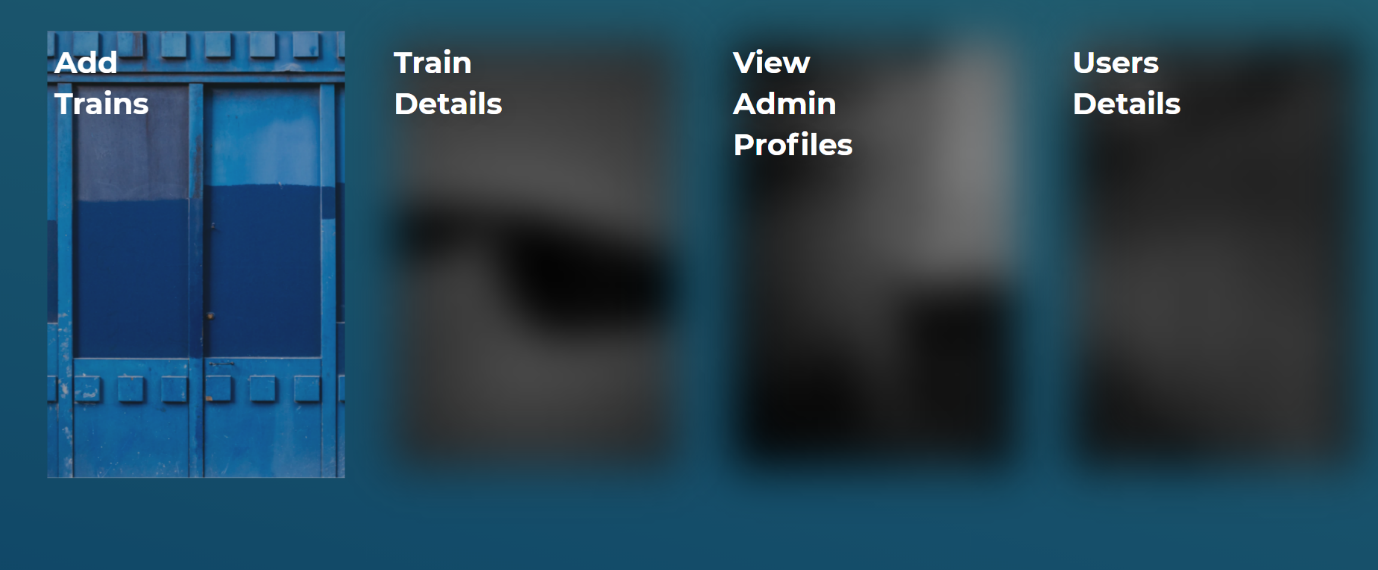 Add
Trains
Train
Details
View
Admin
Profiles
Users
Details